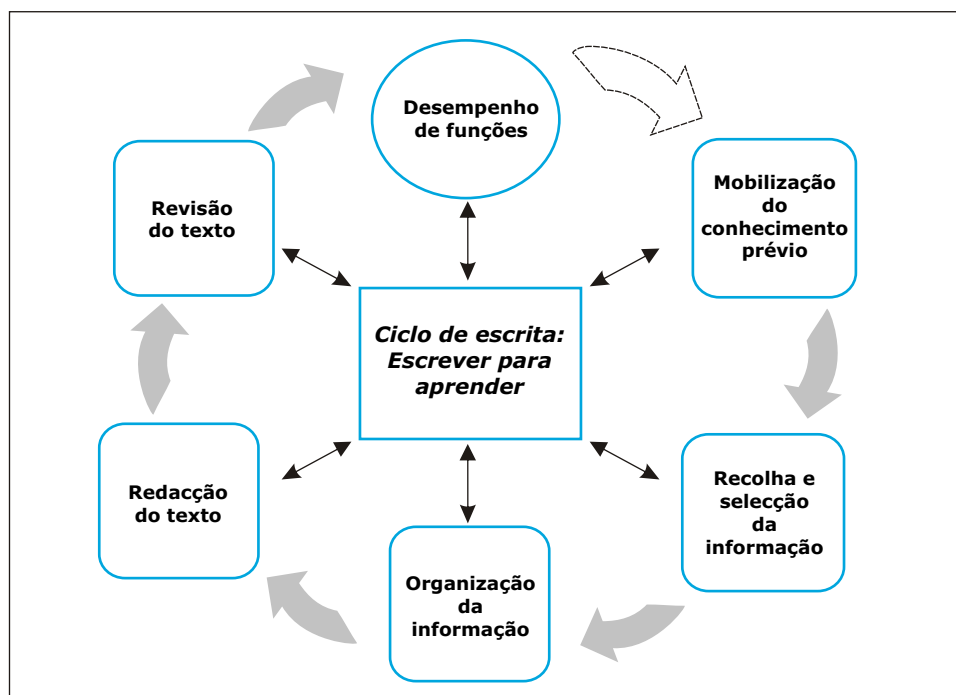 Desempenho
de funções
Mobilização
do
conhecimento
prévio
Recolha e
selecção
da
informação
Organização
da
informação
Redacção
do texto
Revisão
do texto
Ciclo de escrita:
Escrever para
aprender